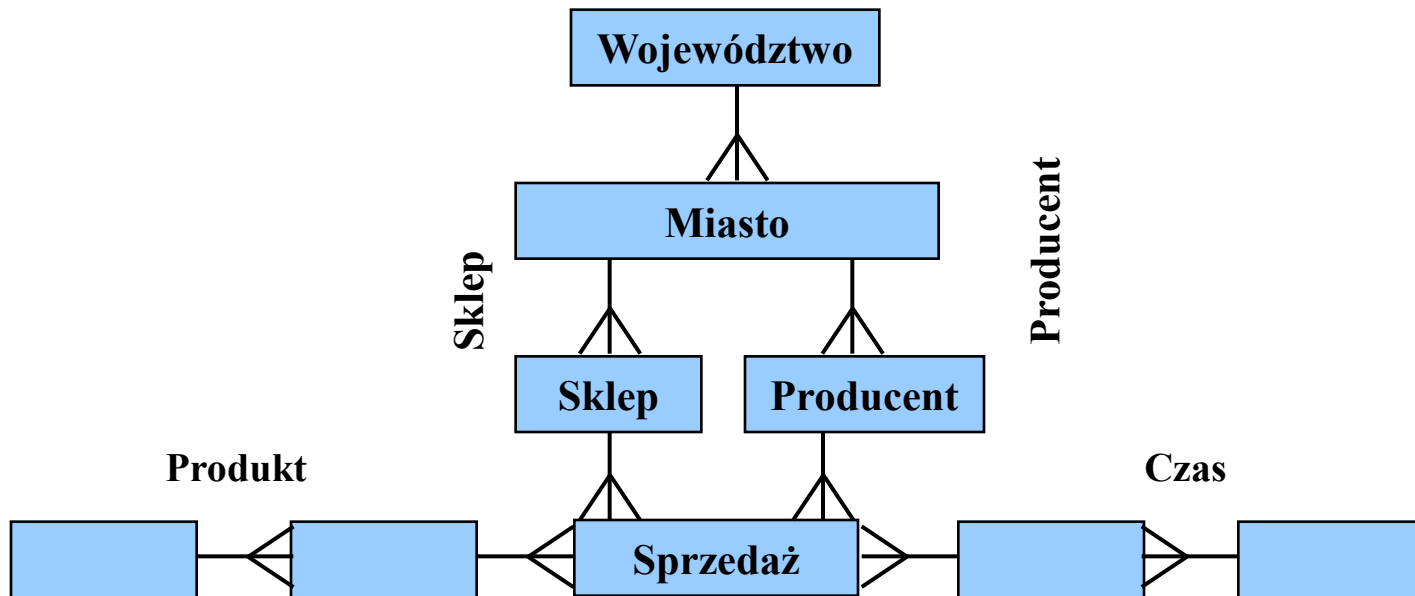 Województwo
Miasto
Sklep
Producent
Sklep
Producent
Produkt
Czas
Sprzedaż